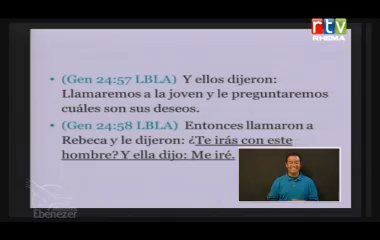 rtv
RHEMA
• (Gen 24:57 LBLA) Y ellos dijeron:
Llamaremos a la joven y le preguntaremos
cuáles son sus deseos.
• (Gen 24:58 LBLA) Entonces llamaron a
Rebeca y le dijeron: ¿Te irás con este
hombre? Y ella dijo: Me iré.
Ebenezer